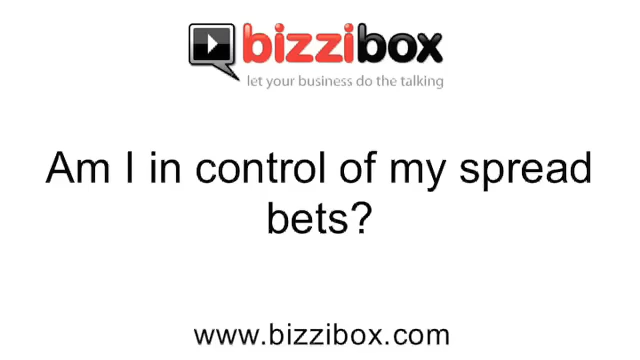 bizzibox
let your business do the talking
Am I in control of my spread
bets?
www.bizzibox.com